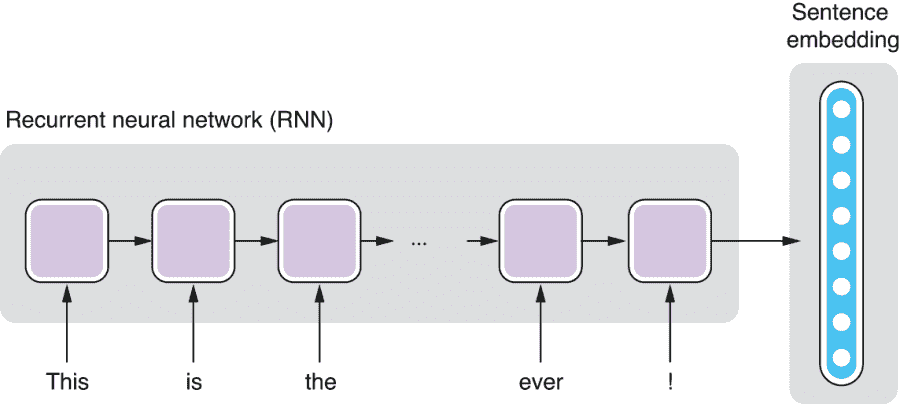 Sentence
embedding
Recurrent neural network (RNN)
...
This is the ever !